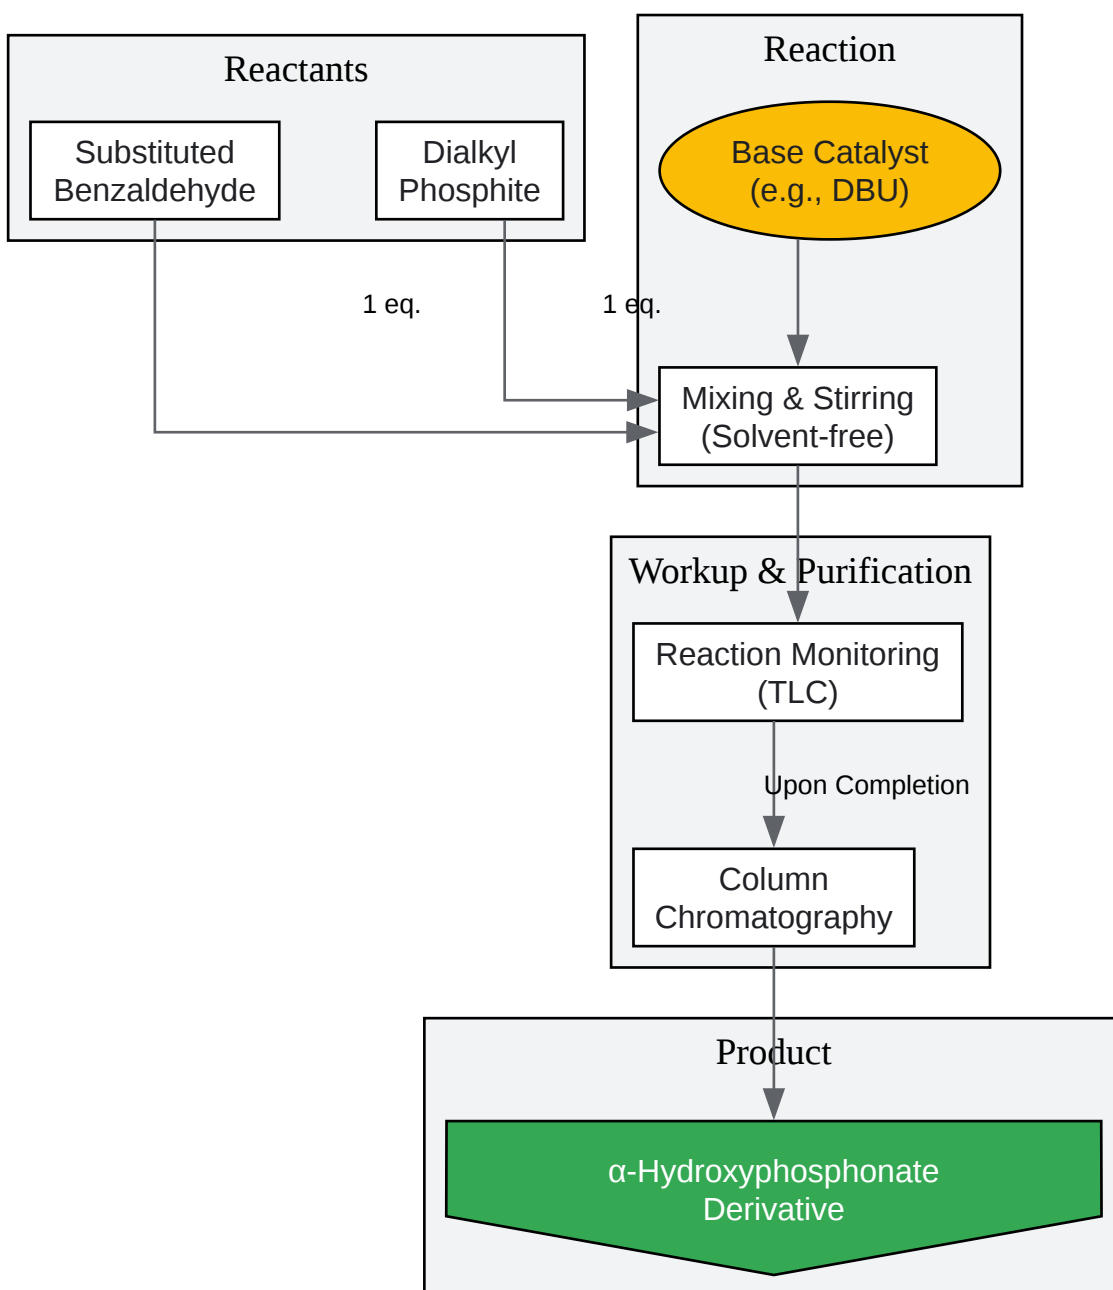 Reactants
Substituted
Benzaldehyde
Dialkyl
Phosphite
Reaction
Base Catalyst
(e.g., DBU)
1 eq.
1 eq.
Mixing & Stirring
(Solvent-free)
Workup & Purification
Reaction Monitoring
(TLC)
Upon Completion
Column
Chromatography
Product
α-Hydroxyphosphonate
Derivative